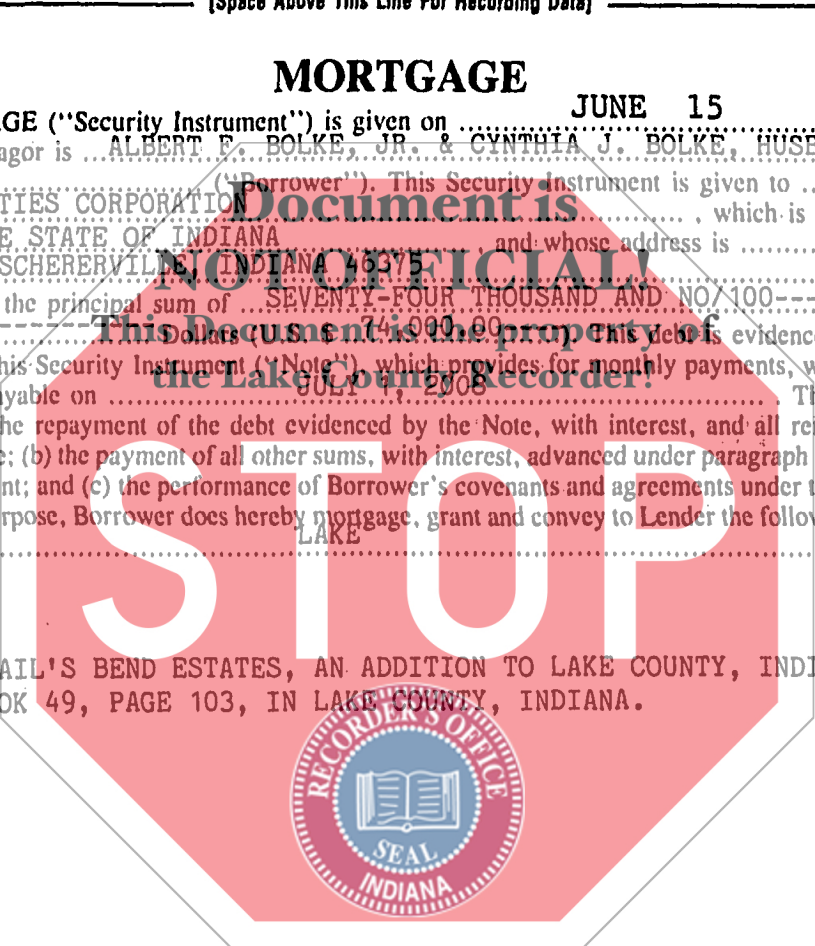 [Space Above This Line For Recording Data]
MORTGAGE
GE ("Security Instrument") is given on JUNE 15
agor is ALBERT F. BOLKE, JR. & CYNTHIA J. BOLKE, HUSB
("Borrower"). This Security Instrument is given to
TIES CORPORATION , which is
E STATE OF INDIANA , and whose address is
SCHERERVILLE, INDIANA 46375
the principal sum of SEVENTY-FOUR THOUSAND AND NO/100---
Dollars (U.S. $ 74,000.00 ). This debt is evidence
his Security Instrument ("Note"), which provides for monthly payments, w
yable on JULY 1, 2008 . Th
he repayment of the debt evidenced by the Note, with interest, and all re
e; (b) the payment of all other sums, with interest, advanced under paragraph
nt; and (c) the performance of Borrower's covenants and agreements under t
rpose, Borrower does hereby mortgage, grant and convey to Lender the follow
LAKE
AIL'S BEND ESTATES, AN ADDITION TO LAKE COUNTY, INDI
OK 49, PAGE 103, IN LAKE COUNTY, INDIANA.
Document is
NOT OFFICIAL!
This Document is the property of
the Lake County Recorder!
STOP
RECORDER'S OFFICE
SEAL
INDIANA